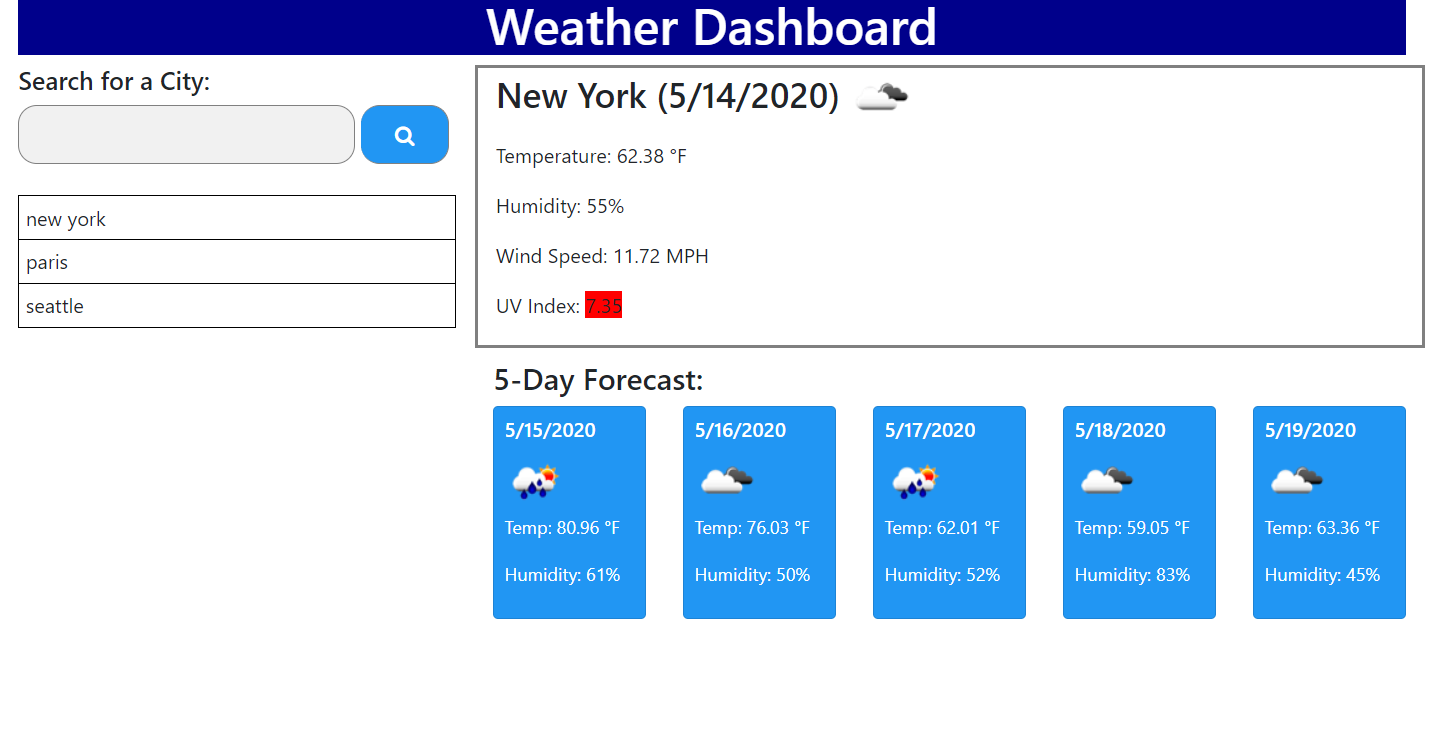 Weather Dashboard
Search for a City:
new york
paris
seattle
New York (5/14/2020)
Temperature: 62.38 °F
Humidity: 55%
Wind Speed: 11.72 MPH
UV Index: 7.35
5-Day Forecast:
5/15/2020
Temp: 80.96 °F
Humidity: 61%
5/16/2020
Temp: 76.03 °F
Humidity: 50%
5/17/2020
Temp: 62.01 °F
Humidity: 52%
5/18/2020
Temp: 59.05 °F
Humidity: 83%
5/19/2020
Temp: 63.36 °F
Humidity: 45%